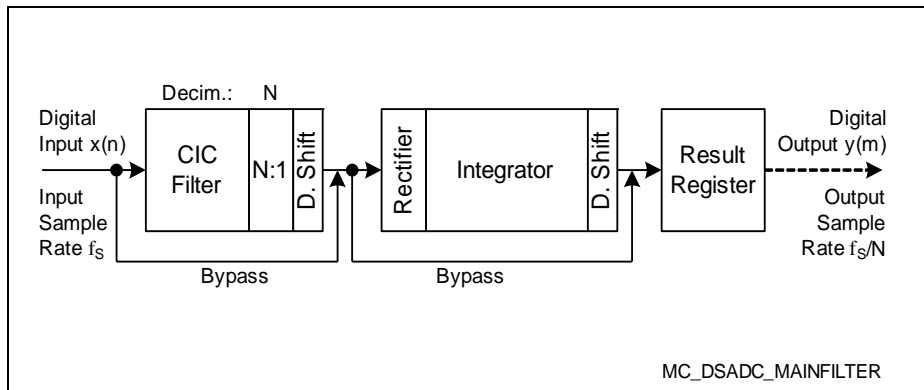 Decim.: N
Digital
Input x(n)
Input
Sample
Rate fS
CIC
Filter
N:1
D. Shift
Bypass
Rectifier
Integrator
D. Shift
Bypass
Result
Register
Digital
Output y(m)
Output
Sample
Rate fS/N
MC_DSADC_MAINFILTER